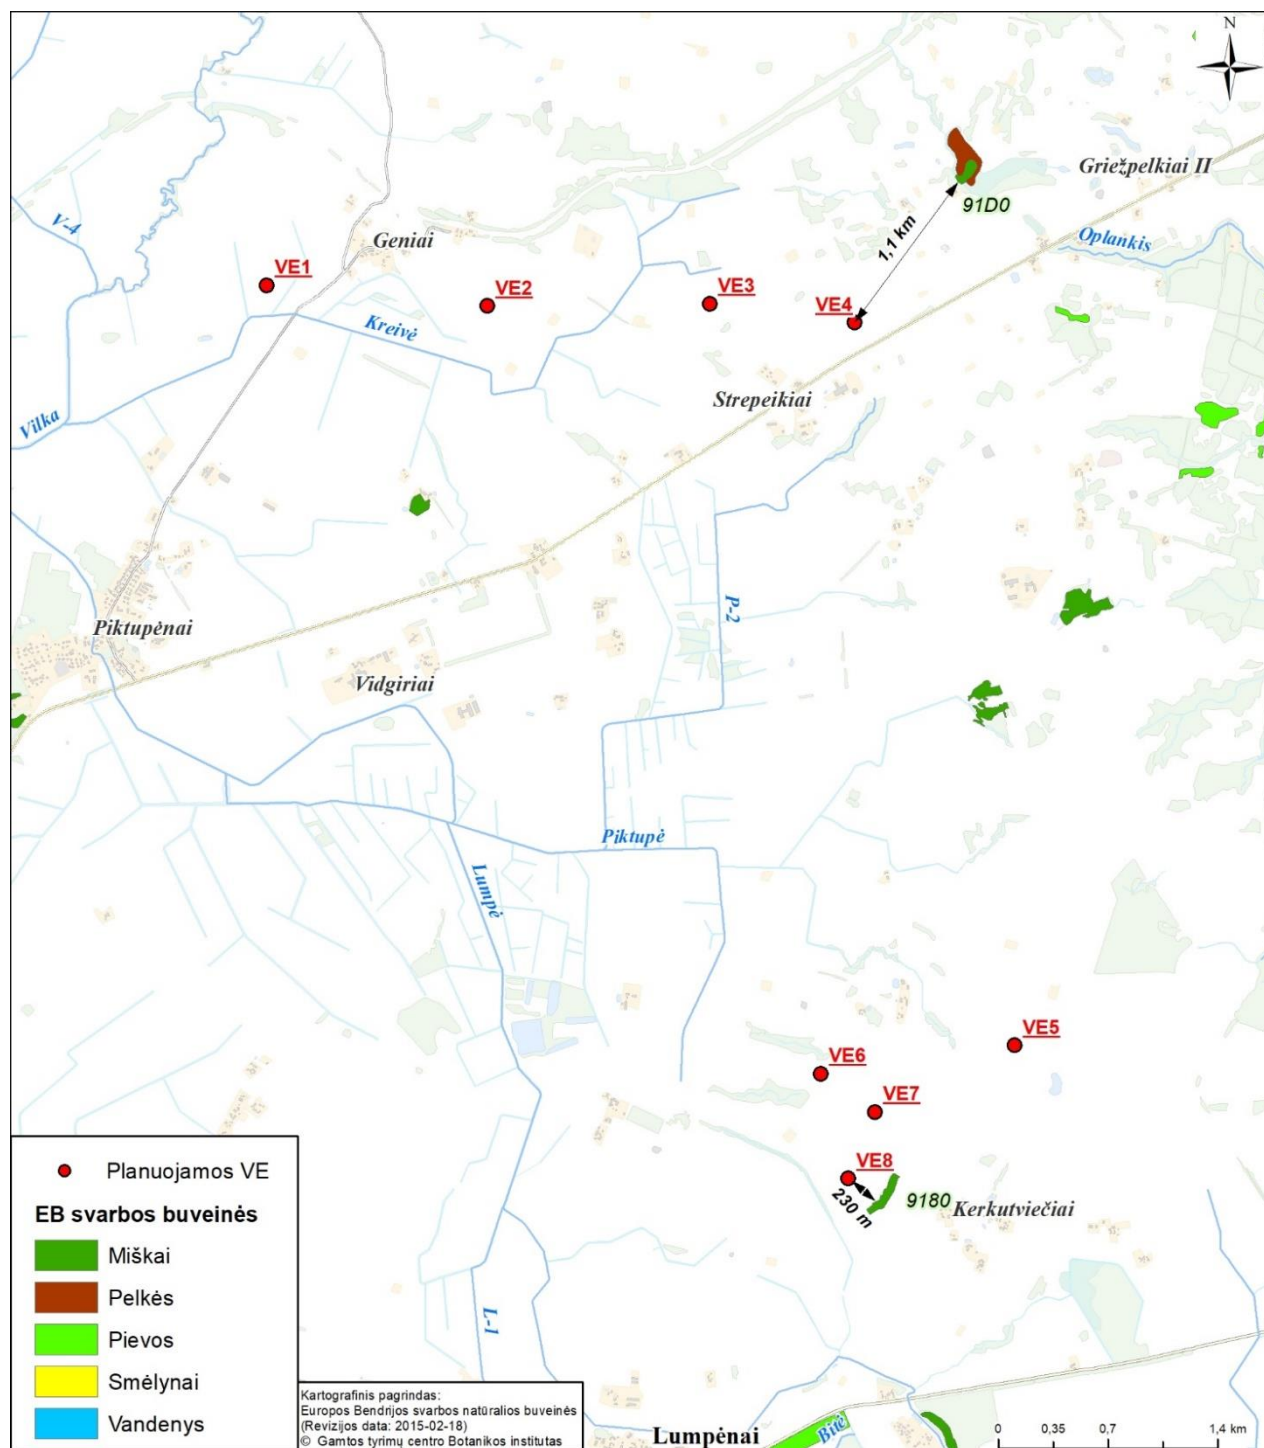 N
Griežpelkiai II
91D0
V-4
Geniai
1,1 km
Oplankis
VE1
VE2
VE3
VE4
Kreivė
Strepeikiai
Vilka
P-2
Piktupėnai
Vidgiriai
Piktupė
Lumpė
VE5
VE6
VE7
VE8
230 m
9180
Kerkutviečiai
L-1
Planuojamos VE
EB svarbos buveinės
Miškai
Pelkės
Pievos
Smėlynai
Vandenys
Kartografinis pagrindas:
Europos Bendrijos svarbos natūralios buveinės
(Revizijos data: 2015-02-18)
© Gamtos tyrimų centro Botanikos institutas
Lumpėnai
Bitė
0 0,35 0,7 1,4 km